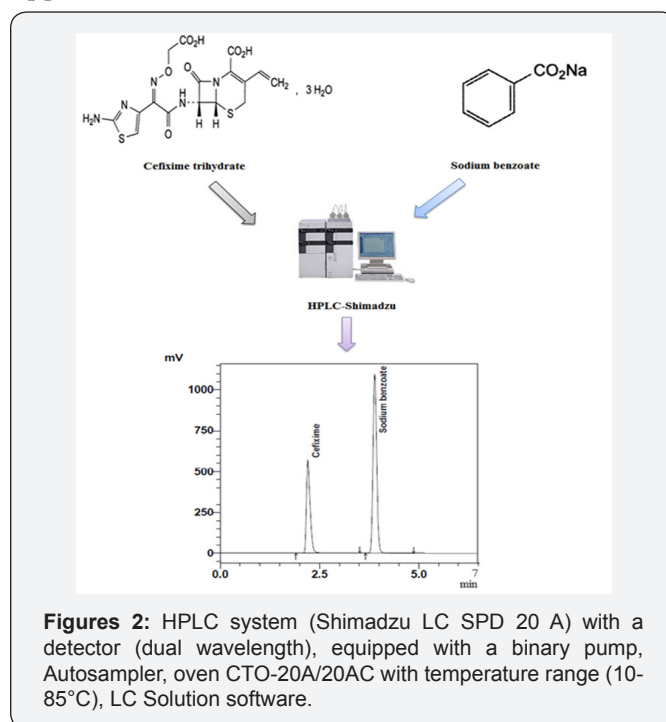 CO₂H
O
N
O
CO₂H
CH₂
N
H
N
S
H
H
O
N
H₂N
S
, 3 H₂O
Cefixime trihydrate
CO₂Na
Sodium benzoate
HPLC-Shimadzu
mV
1000
750
500
250
0
Cefixime
Sodium benzoate
0.0
2.5
5.0
7
min
Figures 2: HPLC system (Shimadzu LC SPD 20 A) with a
detector (dual wavelength), equipped with a binary pump,
Autosampler, oven CTO-20A/20AC with temperature range (10-
85°C), LC Solution software.